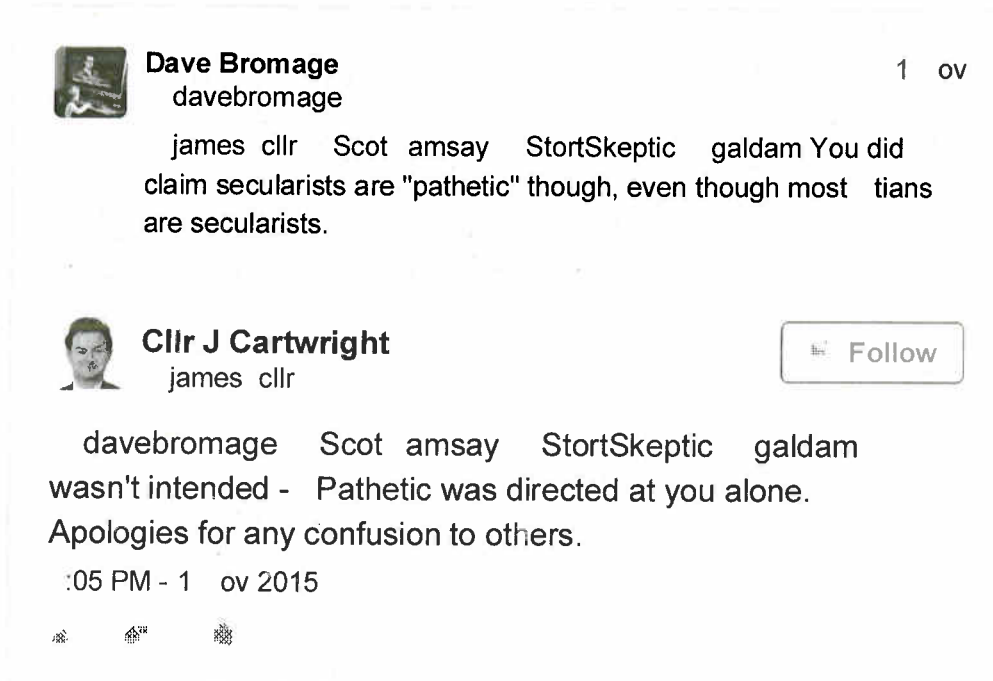 Dave Bromage
1 ov
davebromage
james cllr Scot amsay StortSkeptic galdam You did
claim secularists are "pathetic" though, even though most tians
are secularists.
Cllr J Cartwright
james cllr
Follow
davebromage Scot amsay StortSkeptic galdam
wasn't intended - Pathetic was directed at you alone.
Apologies for any confusion to others.
:05 PM - 1 ov 2015